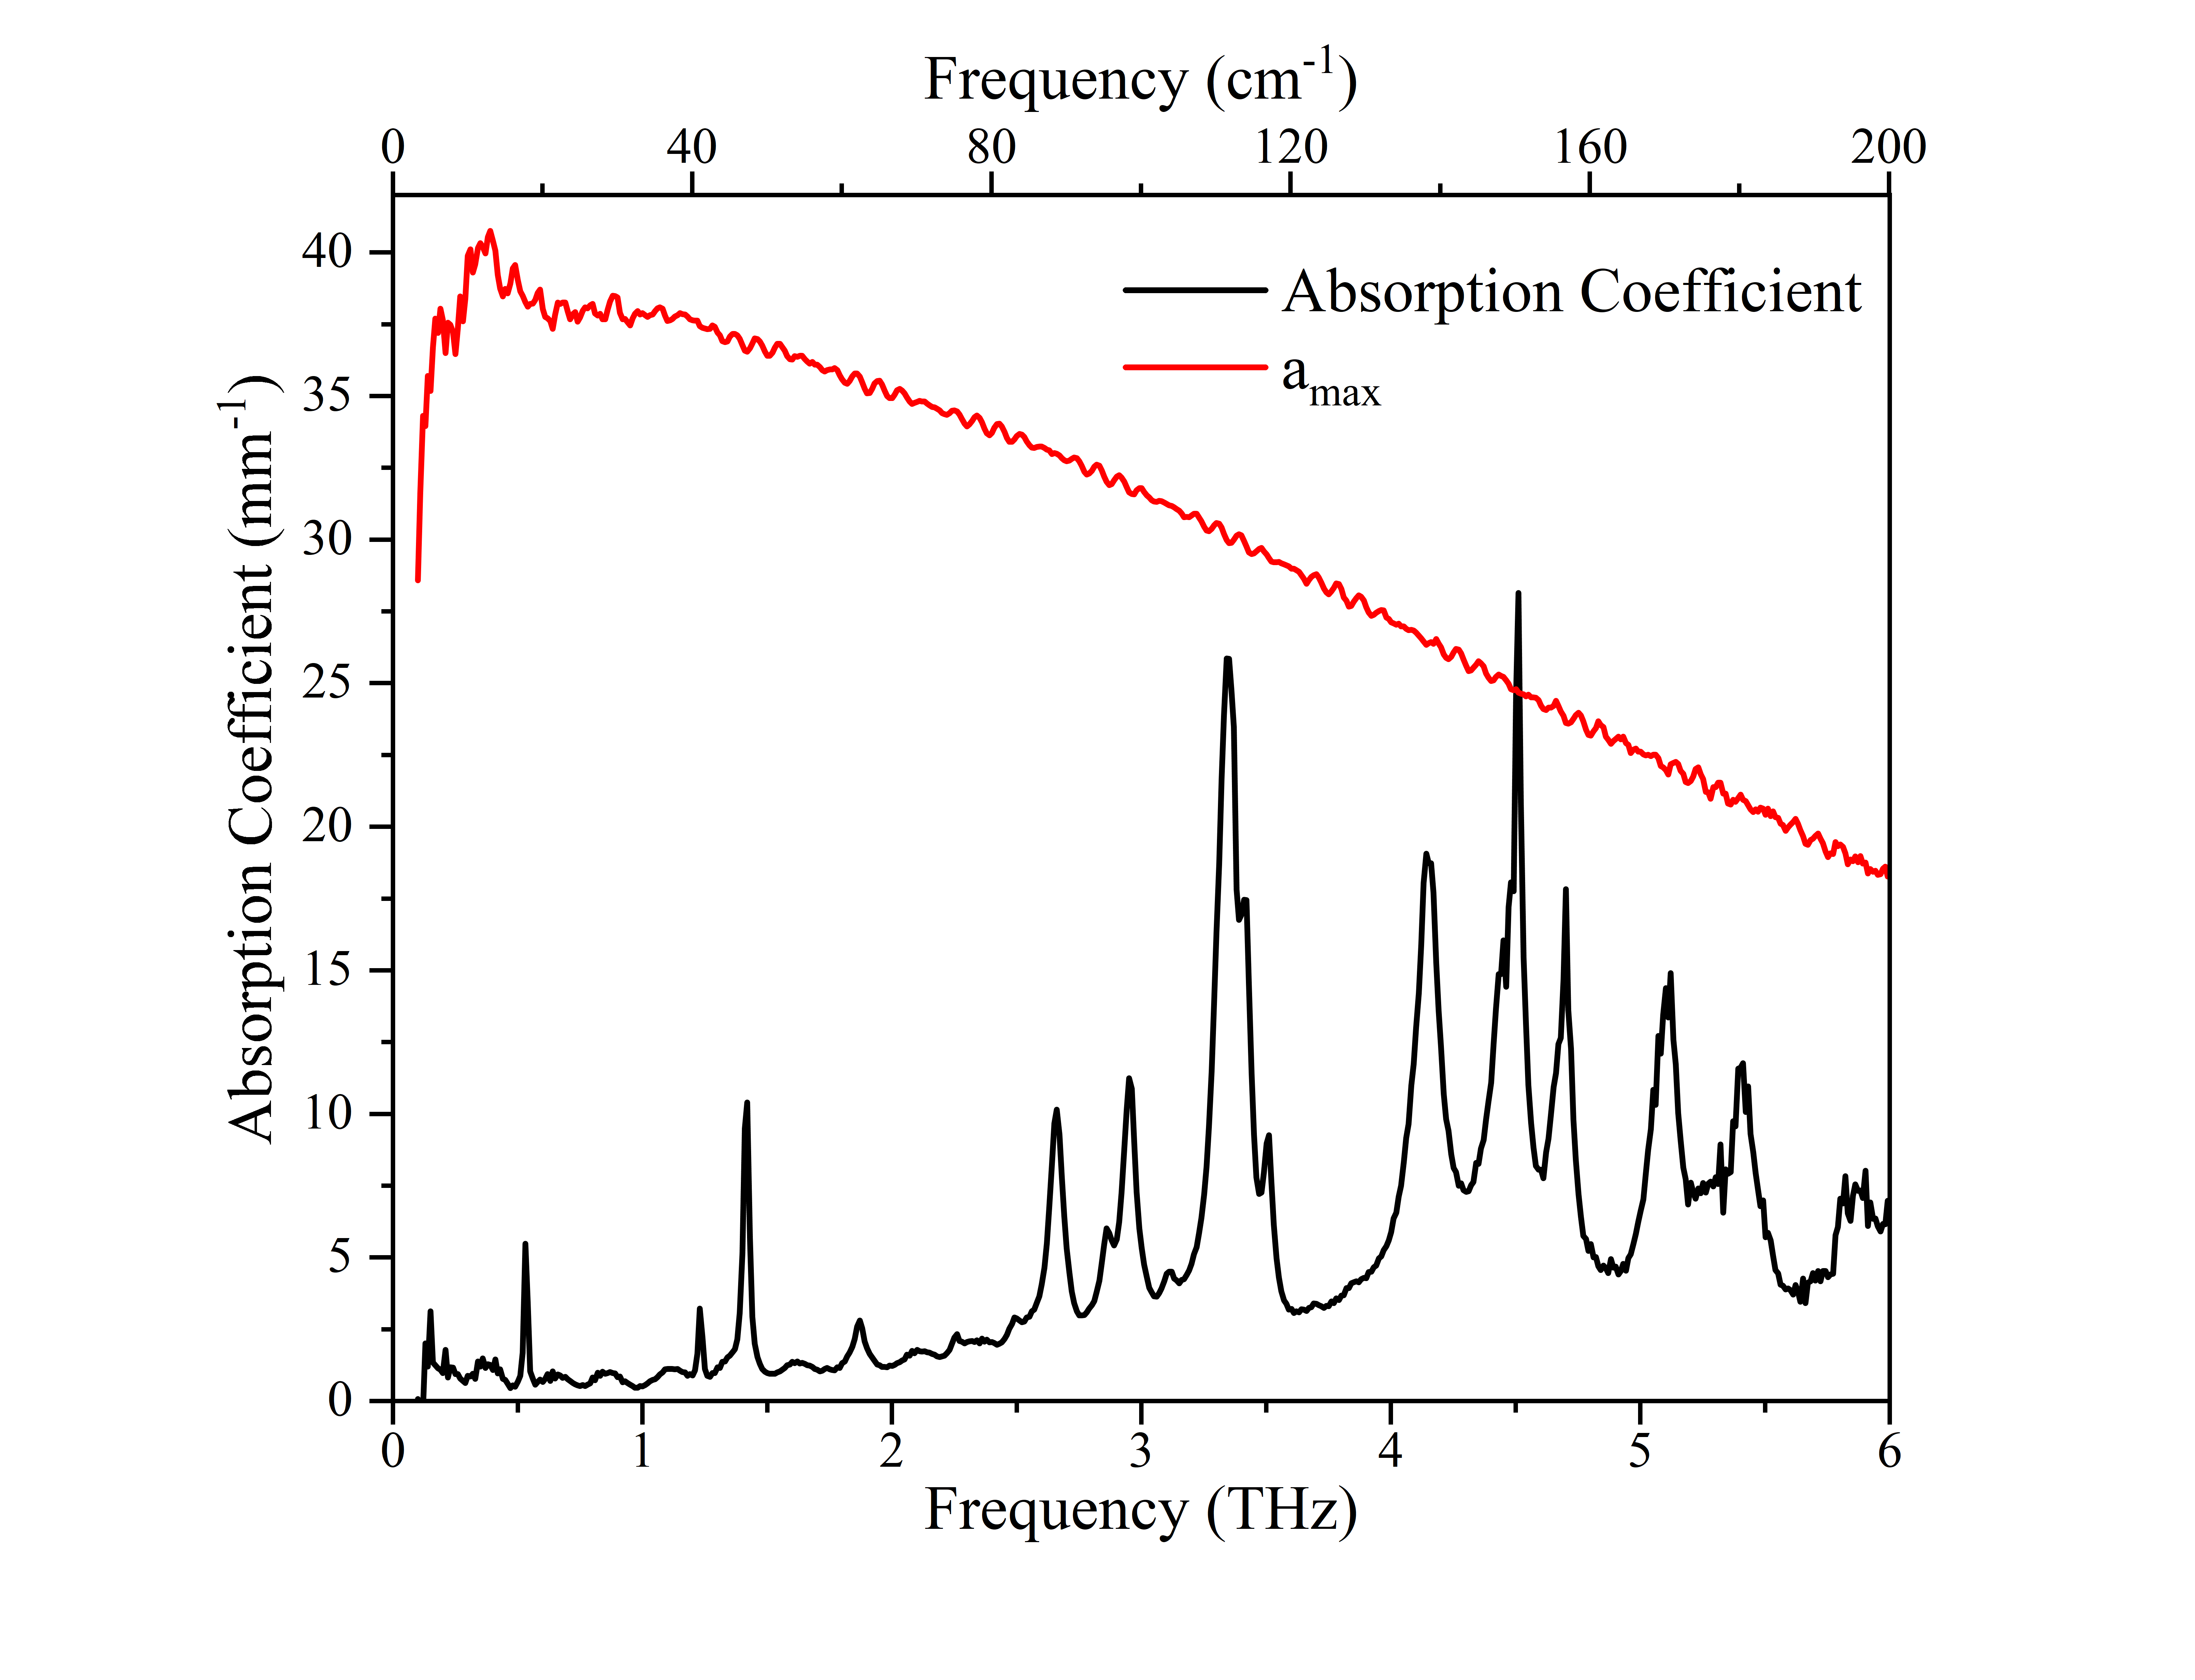 Frequency (cm-1)
0 40 80 120 160 200
Absorption Coefficient (mm-1)
40
35
30
25
20
15
10
5
0
Absorption Coefficient
amax
0 1 2 3 4 5 6
Frequency (THz)